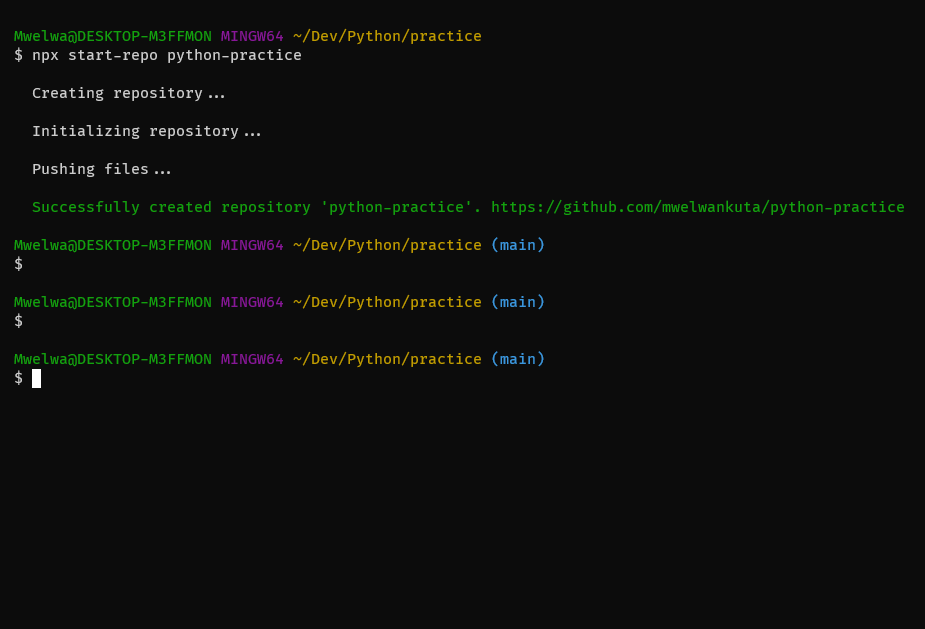 Mwelwa@DESKTOP-M3FFMON MINGW64 ~/Dev/Python/practice
$ npx start-repo python-practice
Creating repository...
Initializing repository...
Pushing files...
Successfully created repository 'python-practice'. https://github.com/mwelwankuta/python-practice
Mwelwa@DESKTOP-M3FFMON MINGW64 ~/Dev/Python/practice (main)
$
Mwelwa@DESKTOP-M3FFMON MINGW64 ~/Dev/Python/practice (main)
$
Mwelwa@DESKTOP-M3FFMON MINGW64 ~/Dev/Python/practice (main)
$